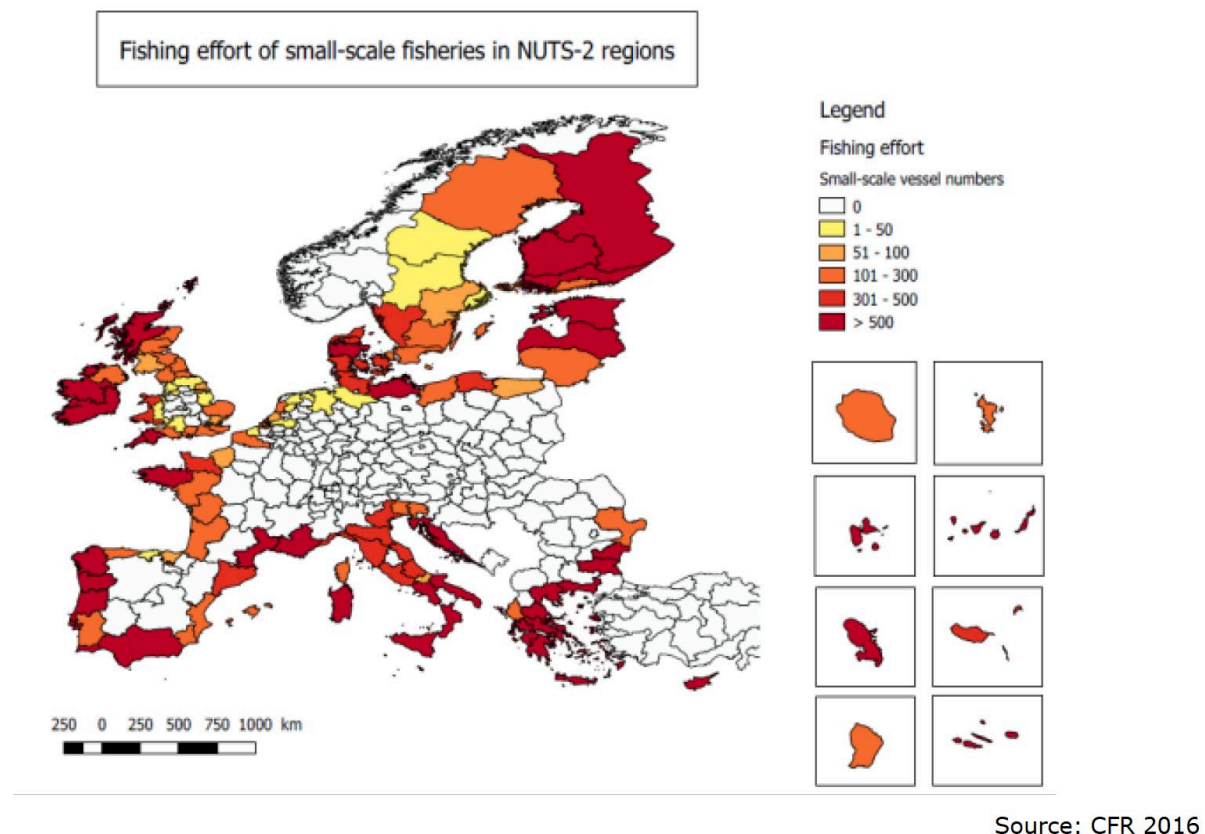 Fishing effort of small-scale fisheries in NUTS-2 regions
Legend
Fishing effort
Small-scale vessel numbers
0
1 - 50
51 - 100
101 - 300
301 - 500
> 500
250 0 250 500 750 1000 km
Source: CFR 2016